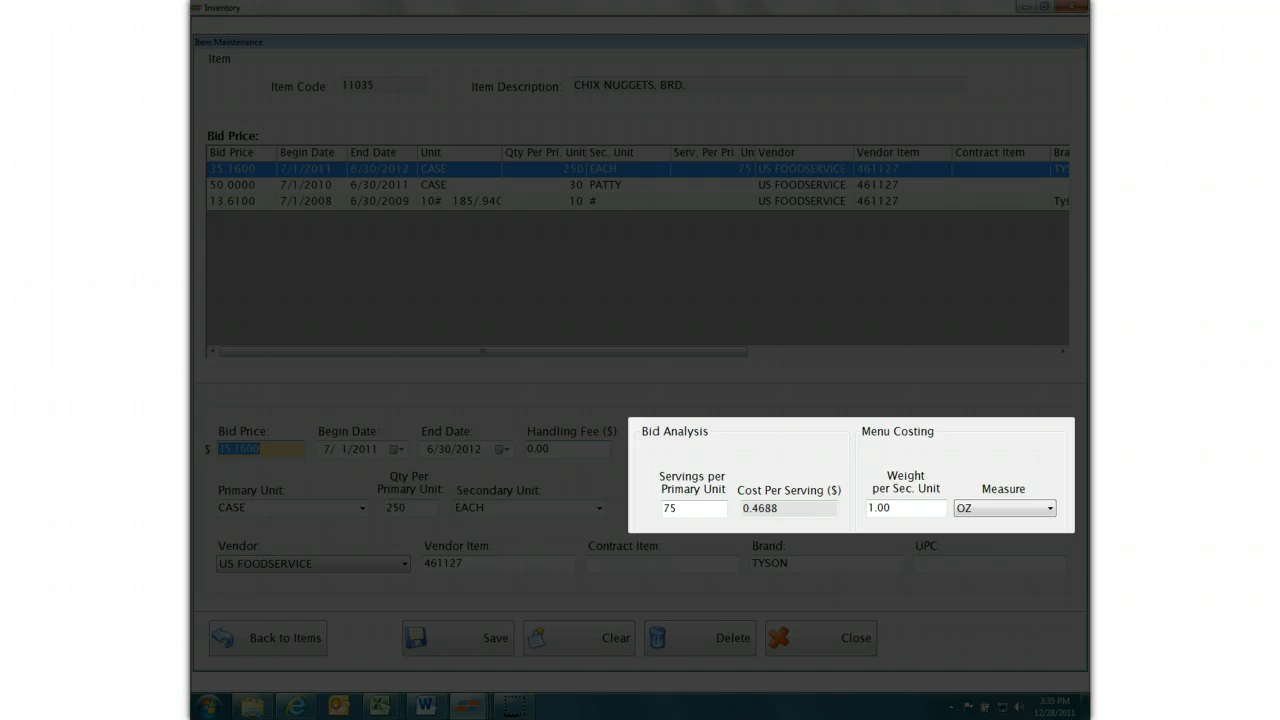 Inventory
Item Maintenance
Item
Item Code: 11035 Item Description: CHIX NUGGETS, BRD.
Bid Price:
Bid Price Begin Date End Date Unit Qty Per Pri. Unit Sec. Unit Serv. Per Pri. Un Vendor Vendor Item Contract Item Bra
35.1600 7/1/2011 6/30/2012 CASE 250 EACH 75 US FOODSERVICE 461127 TYS
50.0000 7/1/2010 6/30/2011 CASE 30 PATTY US FOODSERVICE 461127
13.6100 7/1/2008 6/30/2009 10# 185/.94C 10 # US FOODSERVICE 461127 Tys
Bid Price: Begin Date: End Date: Handling Fee ($) Bid Analysis Menu Costing
$ 35.1600 7/ 1/2011 6/30/2012 0.00
Qty Per Servings per Weight
Primary Unit: Primary Unit: Secondary Unit: Primary Unit Cost Per Serving ($) per Sec. Unit Measure
CASE 250 EACH 75 0.4688 1.00 OZ
Vendor: Vendor Item: Contract Item: Brand: UPC:
US FOODSERVICE 461127 TYSON
Back to Items Save Clear Delete Close
3:35 PM
12/28/2011